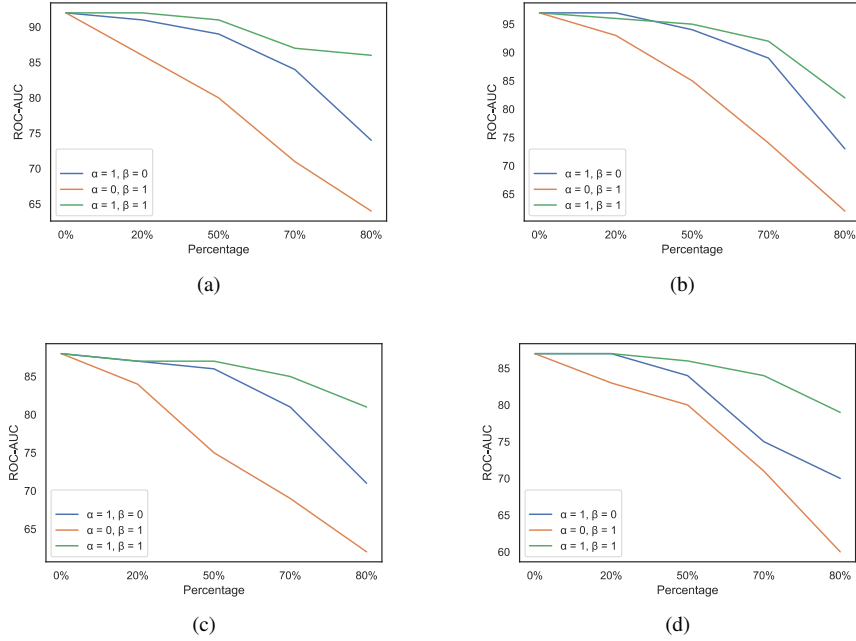 90
85
80
75
70
65
ROC-AUC
α = 1, β = 0
α = 0, β = 1
α = 1, β = 1
0% 20% 50% 70% 80%
Percentage
(a)
95
90
85
80
75
70
65
ROC-AUC
α = 1, β = 0
α = 0, β = 1
α = 1, β = 1
0% 20% 50% 70% 80%
Percentage
(b)
85
80
75
70
65
ROC-AUC
α = 1, β = 0
α = 0, β = 1
α = 1, β = 1
0% 20% 50% 70% 80%
Percentage
(c)
85
80
75
70
65
60
ROC-AUC
α = 1, β = 0
α = 0, β = 1
α = 1, β = 1
0% 20% 50% 70% 80%
Percentage
(d)